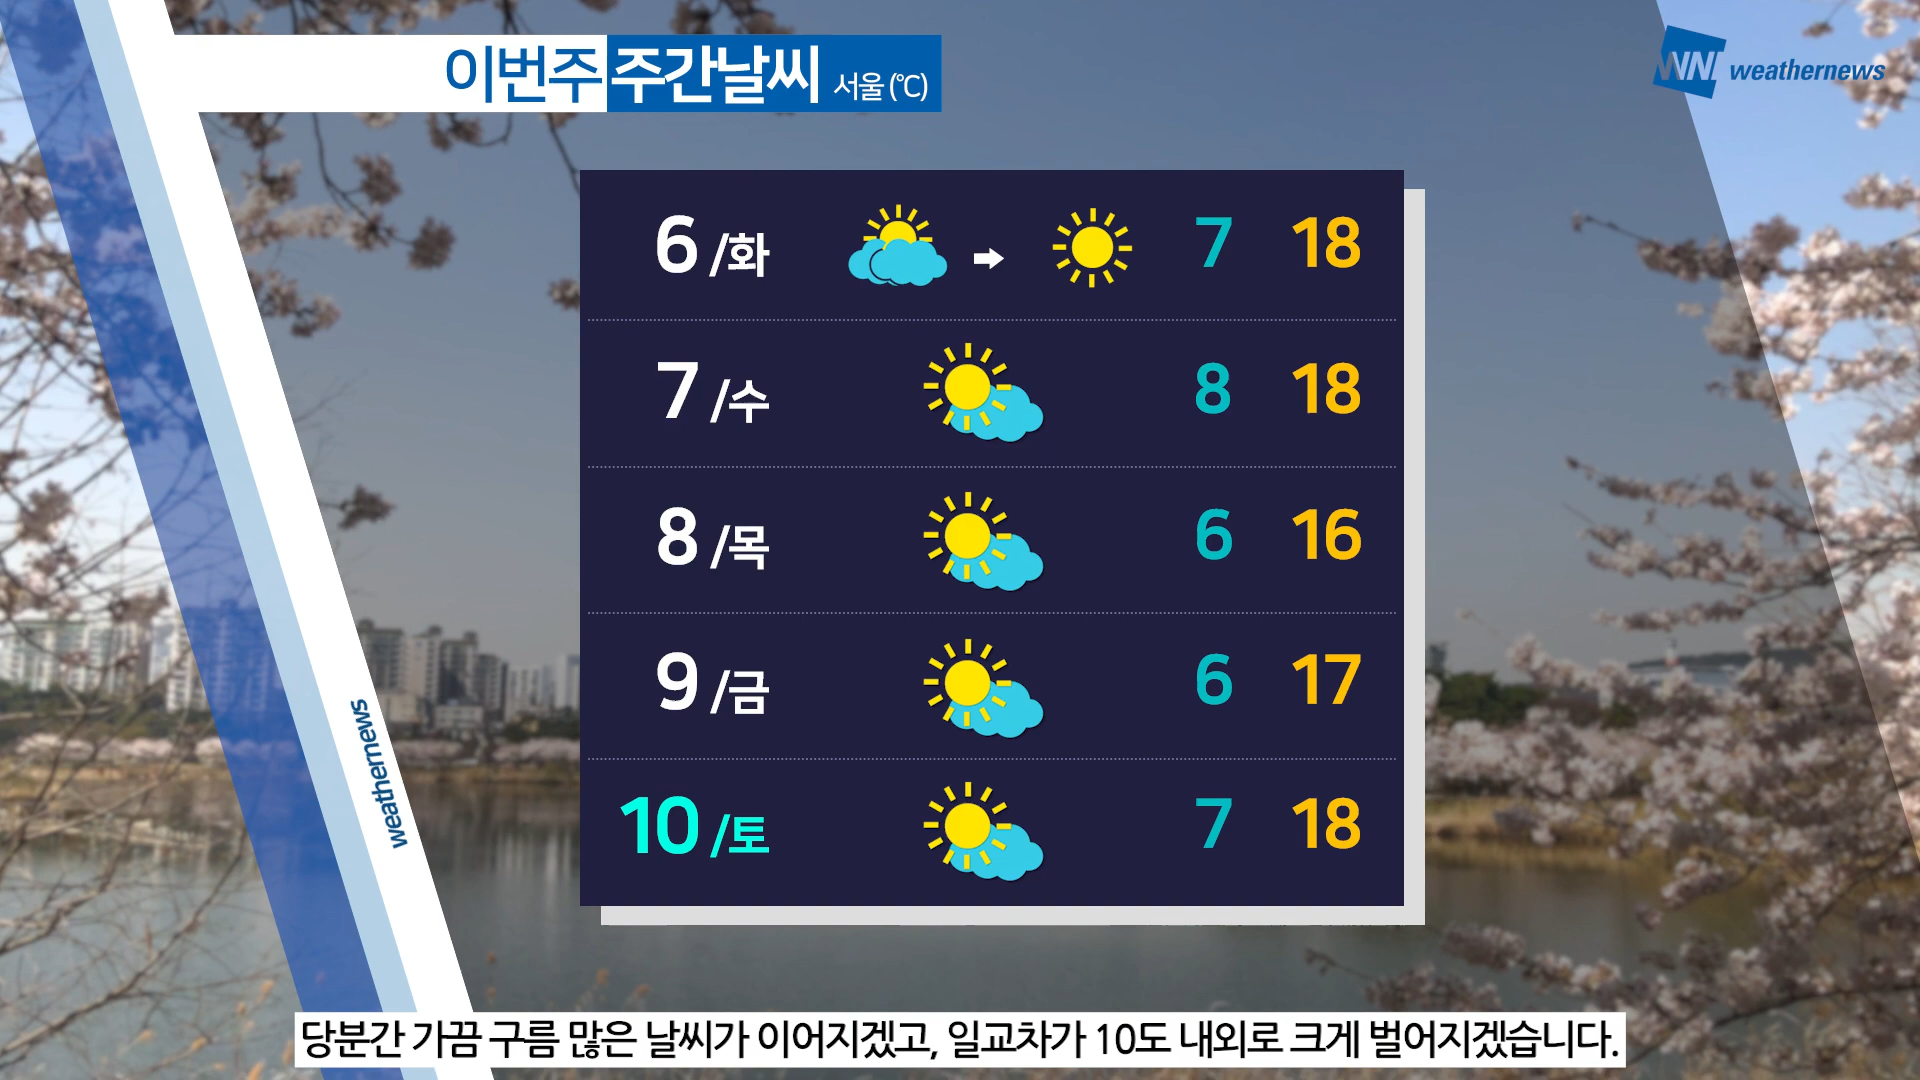 이번주 주간날씨 서울 (℃)
WN weathernews
6 /화 7 18
7 /수 8 18
8 /목 6 16
9 /금 6 17
10 /토 7 18
weathernews
당분간 가끔 구름 많은 날씨가 이어지겠고, 일교차가 10도 내외로 크게 벌어지겠습니다.